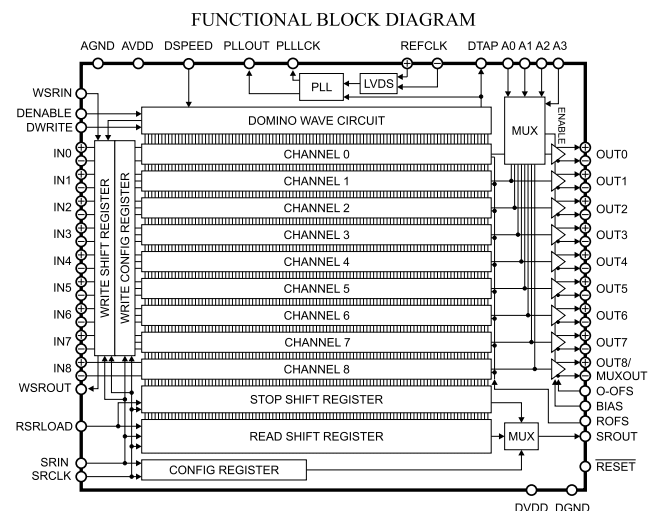 FUNCTIONAL BLOCK DIAGRAM
AGND AVDD DSPEED PLLOUT PLLLCK REFCLK DTAP A0 A1 A2 A3
PLL
LVDS
WSRIN
DENABLE
DWRITE
DOMINO WAVE CIRCUIT
MUX
ENABLE
IN0
CHANNEL 0
OUT0
IN1
CHANNEL 1
OUT1
IN2
CHANNEL 2
OUT2
IN3
CHANNEL 3
OUT3
IN4
CHANNEL 4
OUT4
IN5
CHANNEL 5
OUT5
IN6
CHANNEL 6
OUT6
IN7
CHANNEL 7
OUT7
IN8
CHANNEL 8
OUT8/
MUXOUT
WRITE SHIFT REGISTER
WRITE CONFIG REGISTER
WSROUT
STOP SHIFT REGISTER
O-OFS
BIAS
ROFS
RSRLOAD
READ SHIFT REGISTER
MUX
SROUT
SRIN
SRCLK
CONFIG REGISTER
RESET
DVDD DGND